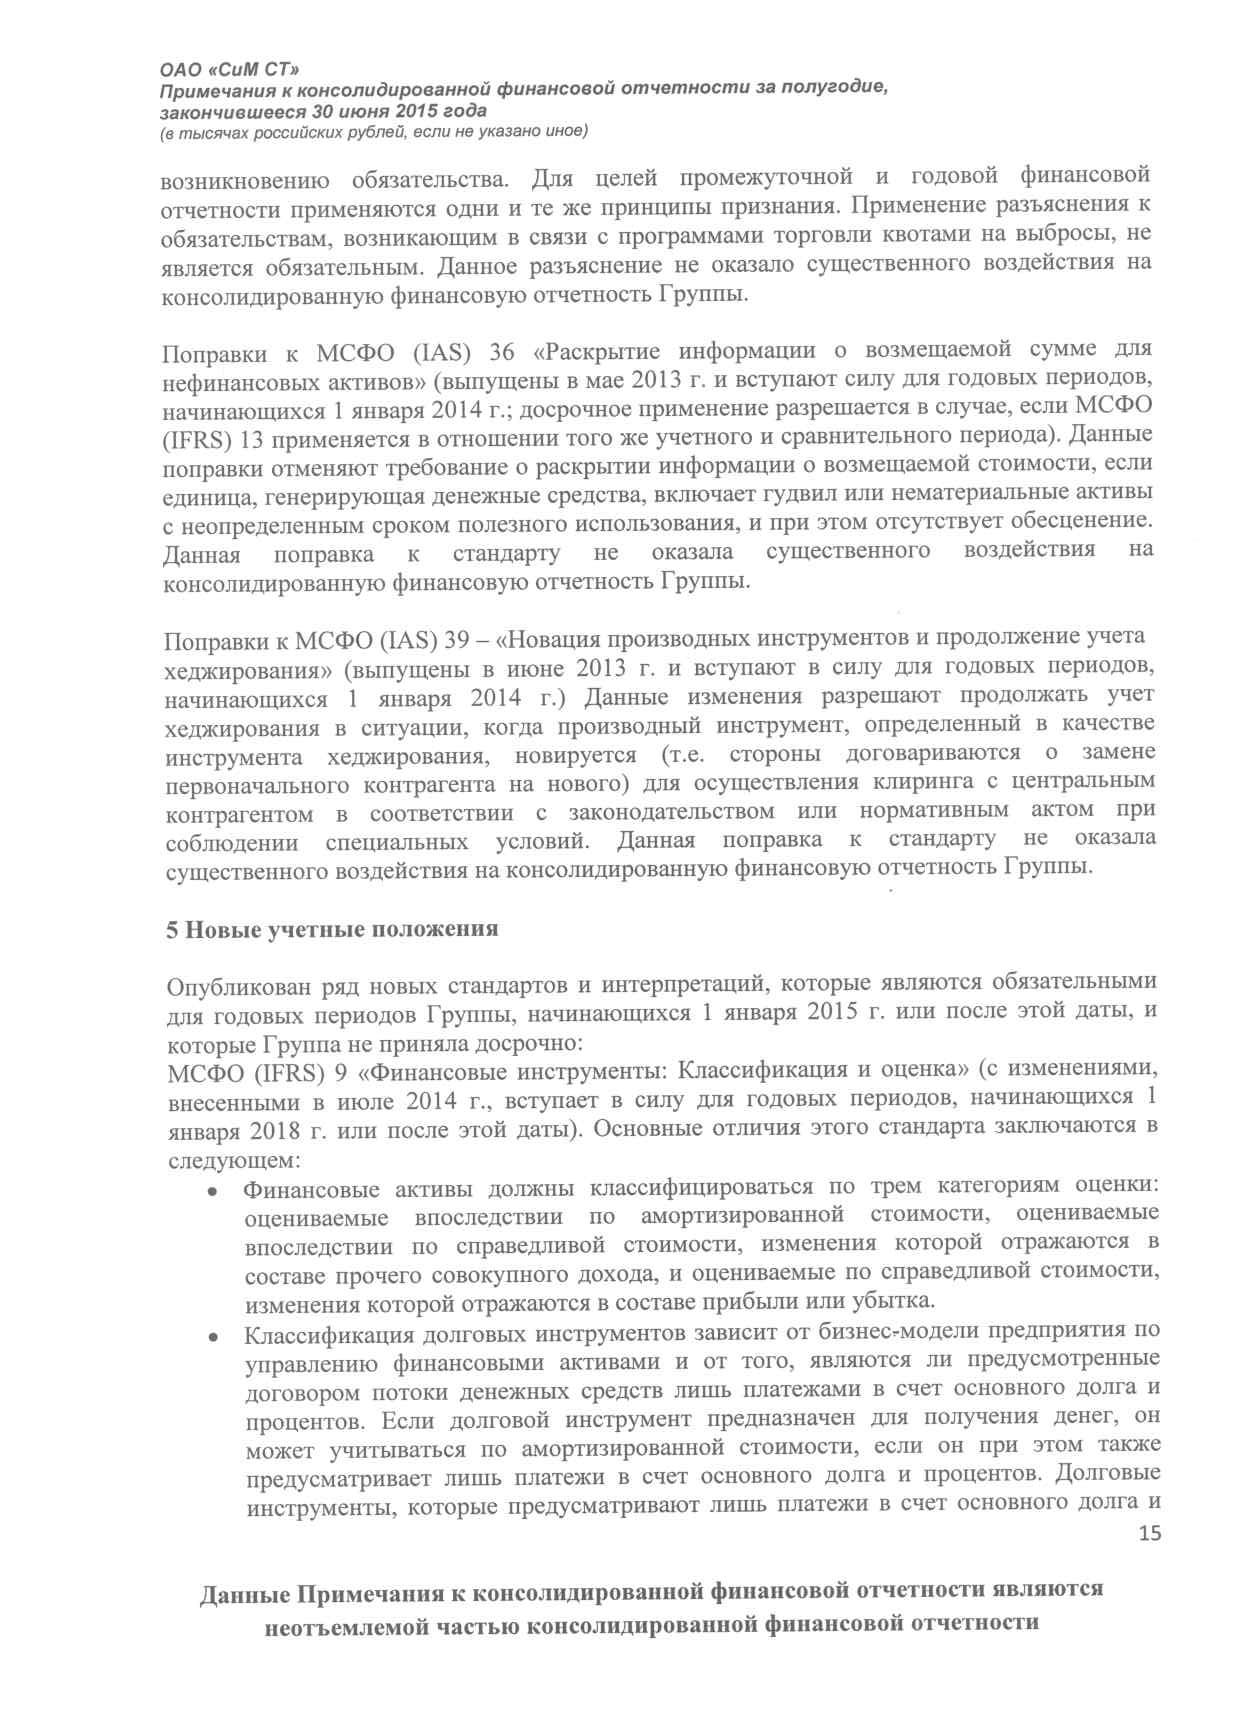 ОАО «СиМ СТ»
Примечания к консолидированной финансовой отчетности за полугодие,
закончившееся 30 июня 2015 года
(в тысячах российских рублей, если не указано иное)
возникновению обязательства. Для целей промежуточной и годовой финансовой
отчетности применяются одни и те же принципы признания. Применение разъяснения к
обязательствам, возникающим в связи с программами торговли квотами на выбросы, не
является обязательным. Данное разъяснение не оказало существенного воздействия на
консолидированную финансовую отчетность Группы.
Поправки к МСФО (IAS) 36 «Раскрытие информации о возмещаемой сумме для
нефинансовых активов» (выпущены в мае 2013 г. и вступают силу для годовых периодов,
начинающихся 1 января 2014 г.; досрочное применение разрешается в случае, если МСФО
(IFRS) 13 применяется в отношении того же учетного и сравнительного периода). Данные
поправки отменяют требование о раскрытии информации о возмещаемой стоимости, если
единица, генерирующая денежные средства, включает гудвил или нематериальные активы
с неопределенным сроком полезного использования, и при этом отсутствует обесценение.
Данная поправка к стандарту не оказала существенного воздействия на
консолидированную финансовую отчетность Группы.
Поправки к МСФО (IAS) 39 – «Новация производных инструментов и продолжение учета
хеджирования» (выпущены в июне 2013 г. и вступают в силу для годовых периодов,
начинающихся 1 января 2014 г.) Данные изменения разрешают продолжать учет
хеджирования в ситуации, когда производный инструмент, определенный в качестве
инструмента хеджирования, новируется (т.е. стороны договариваются о замене
первоначального контрагента на нового) для осуществления клиринга с центральным
контрагентом в соответствии с законодательством или нормативным актом при
соблюдении специальных условий. Данная поправка к стандарту не оказала
существенного воздействия на консолидированную финансовую отчетность Группы.
5 Новые учетные положения
Опубликован ряд новых стандартов и интерпретаций, которые являются обязательными
для годовых периодов Группы, начинающихся 1 января 2015 г. или после этой даты, и
которые Группа не приняла досрочно:
МСФО (IFRS) 9 «Финансовые инструменты: Классификация и оценка» (с изменениями,
внесенными в июле 2014 г., вступает в силу для годовых периодов, начинающихся 1
января 2018 г. или после этой даты). Основные отличия этого стандарта заключаются в
следующем:
• Финансовые активы должны классифицироваться по трем категориям оценки:
оцениваемые впоследствии по амортизированной стоимости, оцениваемые
впоследствии по справедливой стоимости, изменения которой отражаются в
составе прочего совокупного дохода, и оцениваемые по справедливой стоимости,
изменения которой отражаются в составе прибыли или убытка.
• Классификация долговых инструментов зависит от бизнес-модели предприятия по
управлению финансовыми активами и от того, являются ли предусмотренные
договором потоки денежных средств лишь платежами в счет основного долга и
процентов. Если долговой инструмент предназначен для получения денег, он
может учитываться по амортизированной стоимости, если он при этом также
предусматривает лишь платежи в счет основного долга и процентов. Долговые
инструменты, которые предусматривают лишь платежи в счет основного долга и
15
Данные Примечания к консолидированной финансовой отчетности являются
неотъемлемой частью консолидированной финансовой отчетности